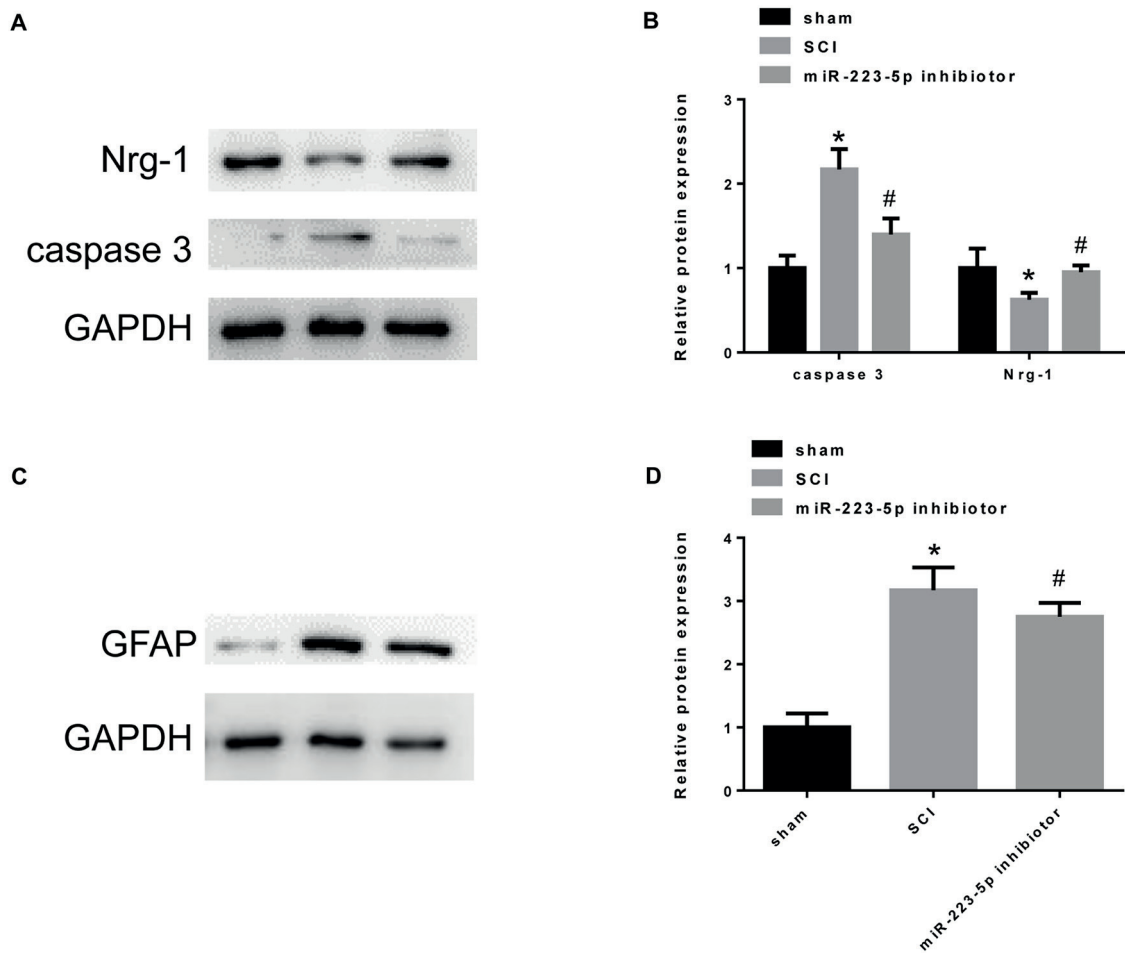 A
Nrg-1
caspase 3
GAPDH
B
sham
SCI
miR-223-5p inhibiotor
Relative protein expression
3
2
1
0
*
#
*
#
caspase 3
Nrg-1
C
GFAP
GAPDH
D
sham
SCI
miR-223-5p inhibiotor
Relative protein expression
4
3
2
1
0
*
#
sham
SCI
miR-223-5p inhibiotor